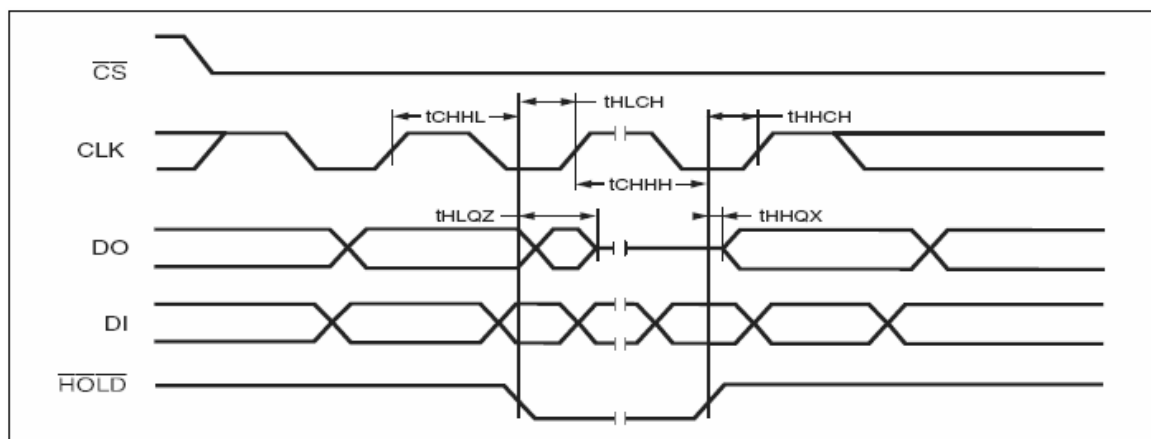 CS
tHLCH
tCHHL
tHHCH
CLK
tCHHH
tHLQZ
tHHQX
DO
DI
HOLD